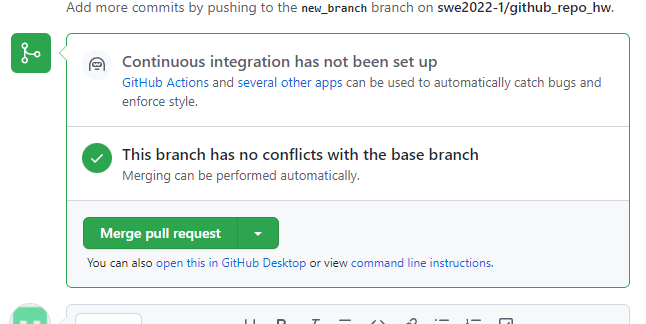 Add more commits by pushing to the new_branch branch on swe2022-1/github_repo_hw.
Continuous integration has not been set up
GitHub Actions and several other apps can be used to automatically catch bugs and
enforce style.
This branch has no conflicts with the base branch
Merging can be performed automatically.
Merge pull request
You can also open this in GitHub Desktop or view command line instructions.